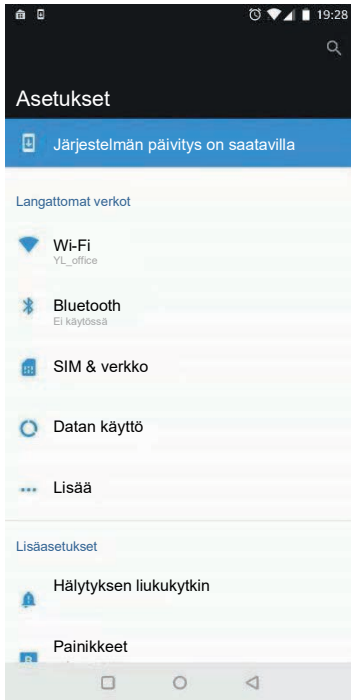 19:28
Asetukset
Järjestelmän päivitys on saatavilla
Langattomat verkot
Wi-Fi
YL_office
Bluetooth
Ei käytössä
SIM & verkko
Datan käyttö
Lisää
Lisäasetukset
Hälytyksen liukukytkin
Painikkeet